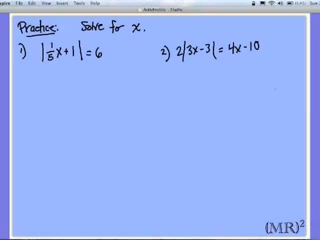 Practice: Solve for x.
1) |1/5x+1| = 6
2) 2|3x-3| = 4x-10
(MR)²